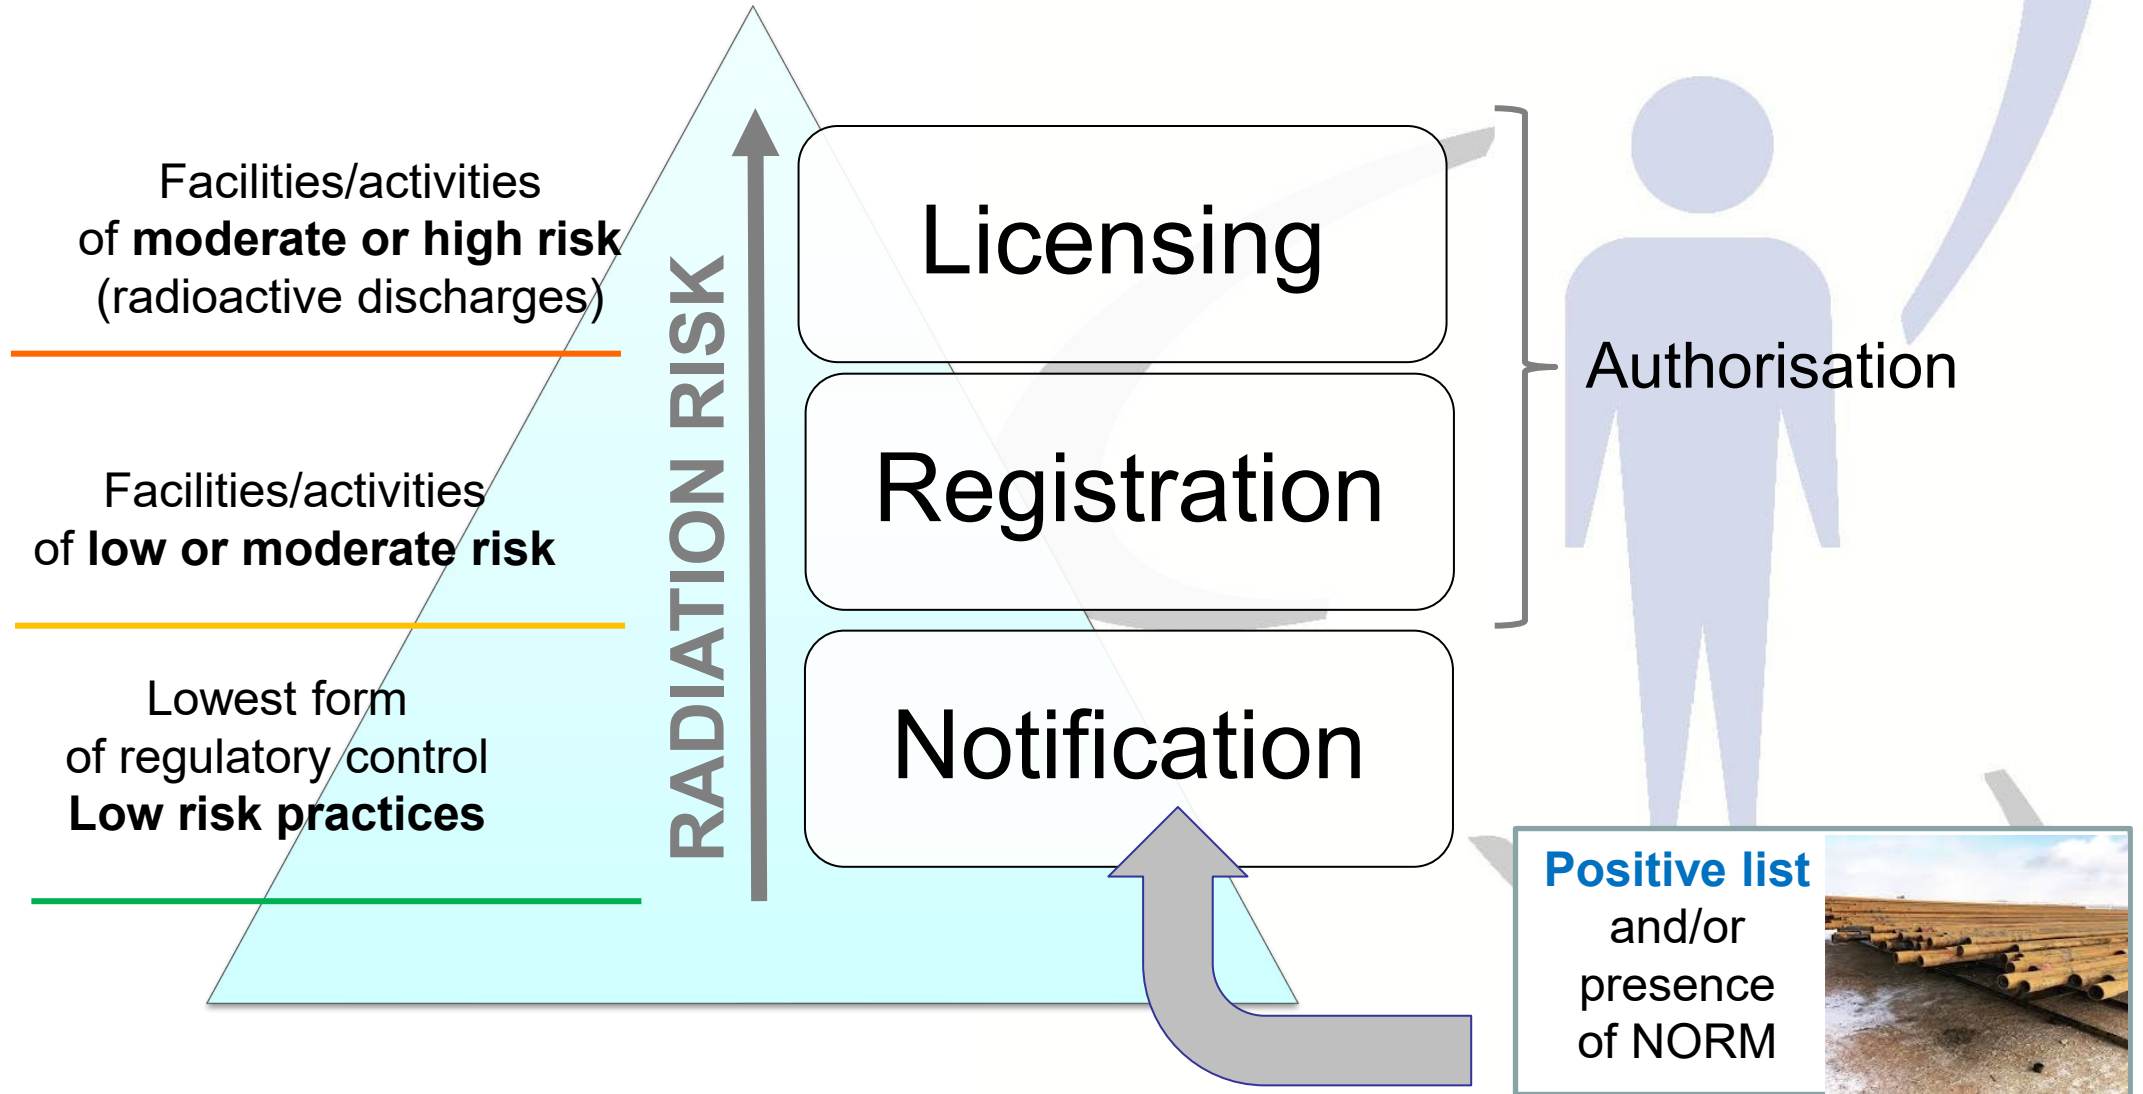 Facilities/activities
of moderate or high risk
(radioactive discharges)
Facilities/activities
of low or moderate risk
Lowest form
of regulatory control
Low risk practices
RADIATION RISK
Licensing
Registration
Notification
Authorisation
Positive list
and/or
presence
of NORM